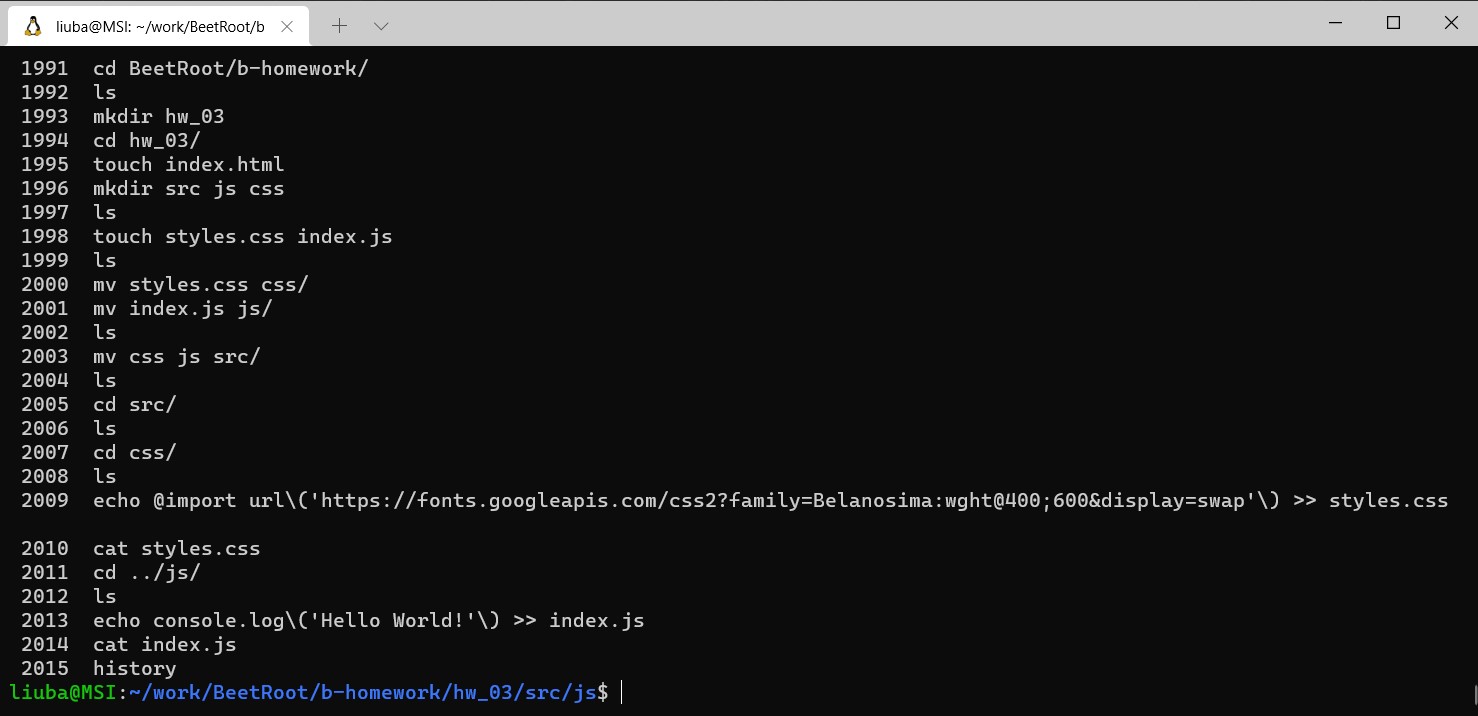 liuba@MSI: ~/work/BeetRoot/b
1991 cd BeetRoot/b-homework/
1992 ls
1993 mkdir hw_03
1994 cd hw_03/
1995 touch index.html
1996 mkdir src js css
1997 ls
1998 touch styles.css index.js
1999 ls
2000 mv styles.css css/
2001 mv index.js js/
2002 ls
2003 mv css js src/
2004 ls
2005 cd src/
2006 ls
2007 cd css/
2008 ls
2009 echo @import url\('https://fonts.googleapis.com/css2?family=Belanosima:wght@400;600&display=swap'\) >> styles.css
2010 cat styles.css
2011 cd ../js/
2012 ls
2013 echo console.log\('Hello World!'\) >> index.js
2014 cat index.js
2015 history
liuba@MSI:~/work/BeetRoot/b-homework/hw_03/src/js$